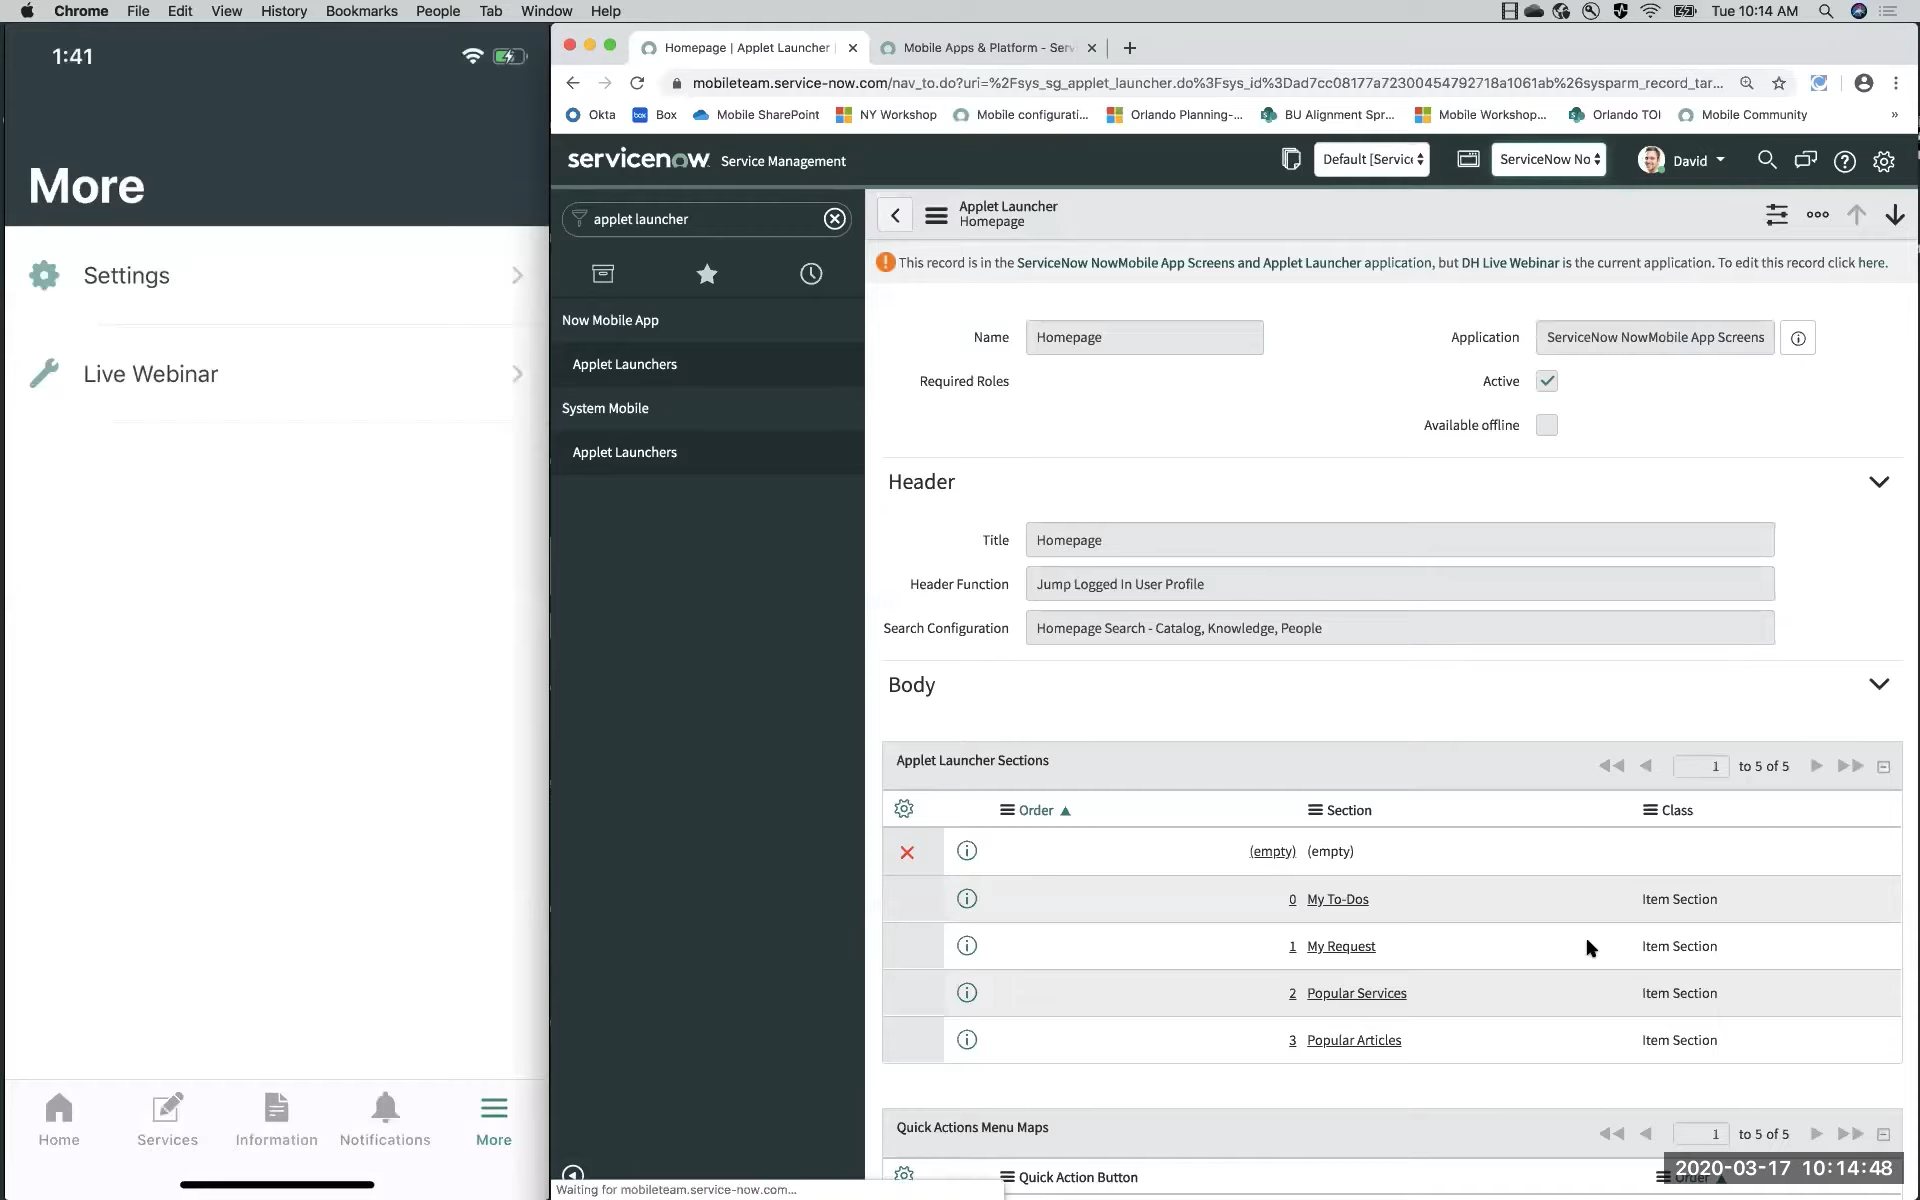 Chrome File Edit View History Bookmarks People Tab Window Help Tue 10:14 AM
1:41
More
Settings
Live Webinar
Home Services Information Notifications More
Homepage | Applet Launcher Mobile Apps & Platform - Serv
mobileteam.service-now.com/nav_to.do?uri=%2Fsys_sg_applet_launcher.do%3Fsys_id%3Dad7cc08177a72300454792718a1061ab%26sysparm_record_tar...
Okta Box Mobile SharePoint NY Workshop Mobile configurati... Orlando Planning-... BU Alignment Spr... Mobile Workshop... Orlando TOI Mobile Community »
servicenow Service Management Default [Servic ServiceNow No David
applet launcher
Now Mobile App
Applet Launchers
System Mobile
Applet Launchers
Applet Launcher
Homepage
This record is in the ServiceNow NowMobile App Screens and Applet Launcher application, but DH Live Webinar is the current application. To edit this record click here.
Name Homepage Application ServiceNow NowMobile App Screens
Required Roles Active
Available offline
Header
Title Homepage
Header Function Jump Logged In User Profile
Search Configuration Homepage Search - Catalog, Knowledge, People
Body
Applet Launcher Sections 1 to 5 of 5
Order Section Class
(empty) (empty)
0 My To-Dos Item Section
1 My Request Item Section
2 Popular Services Item Section
3 Popular Articles Item Section
Quick Actions Menu Maps 1 to 5 of 5
Quick Action Button Order
2020-03-17 10:14:48
Waiting for mobileteam.service-now.com...